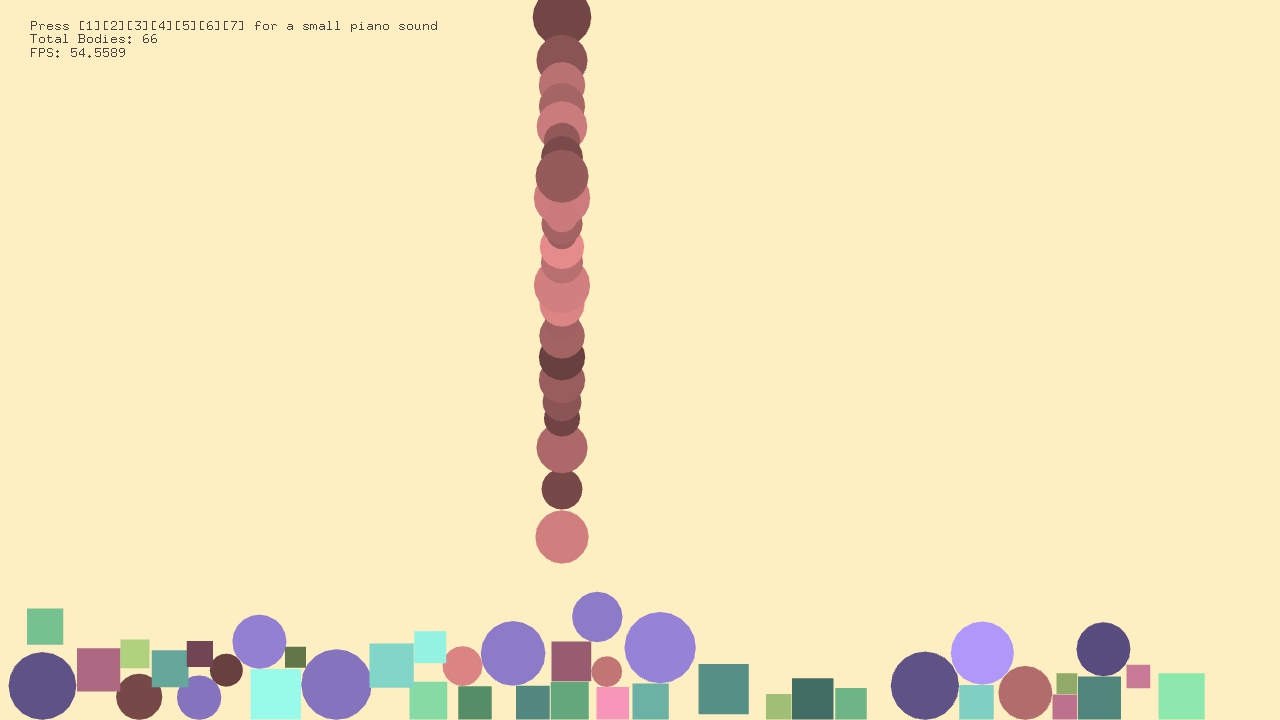 Press [1][2][3][4][5][6][7] for a small piano sound
Total Bodies: 66
FPS: 54.5589